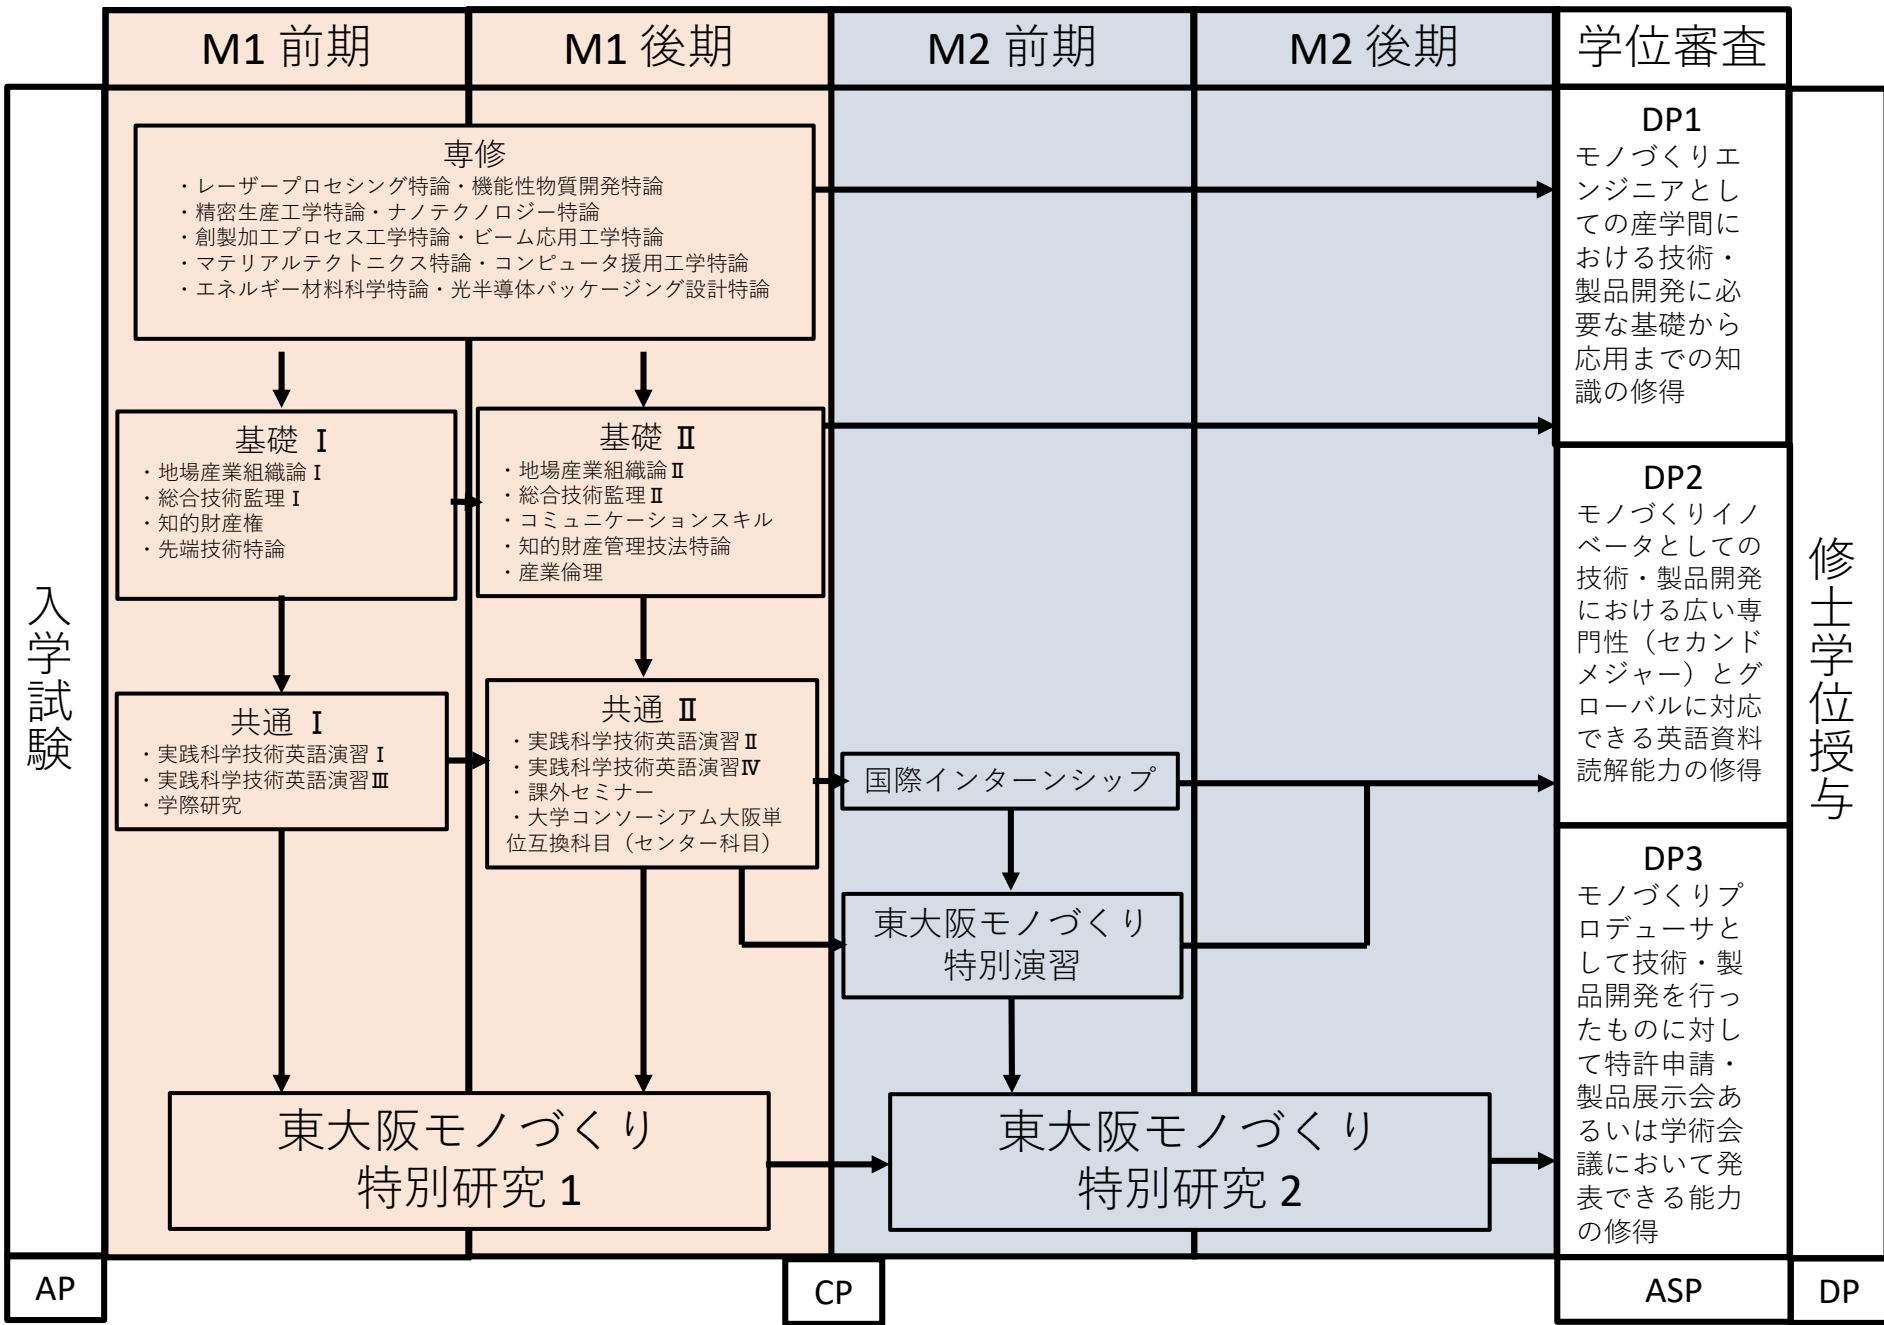 M1 前期
M1 後期
M2 前期
M2 後期
学位審査
入学試験
専修
・レーザープロセシング特論・機能性物質開発特論
・精密生産工学特論・ナノテクノロジー特論
・創製加工プロセス工学特論・ビーム応用工学特論
・マテリアルテクトニクス特論・コンピュータ援用工学特論
・エネルギー材料科学特論・光半導体パッケージング設計特論
基礎 Ⅰ
・地場産業組織論Ⅰ
・総合技術監理Ⅰ
・知的財産権
・先端技術特論
基礎 Ⅱ
・地場産業組織論Ⅱ
・総合技術監理Ⅱ
・コミュニケーションスキル
・知的財産管理技法特論
・産業倫理
共通 Ⅰ
・実践科学技術英語演習Ⅰ
・実践科学技術英語演習Ⅲ
・学際研究
共通 Ⅱ
・実践科学技術英語演習Ⅱ
・実践科学技術英語演習Ⅳ
・課外セミナー
・大学コンソーシアム大阪単
位互換科目（センター科目）
国際インターンシップ
東大阪モノづくり
特別演習
東大阪モノづくり
特別研究 1
東大阪モノづくり
特別研究 2
DP1
モノづくりエ
ンジニアとし
ての産学間に
おける技術・
製品開発に必
要な基礎から
応用までの知
識の修得
DP2
モノづくりイノ
ベータとしての
技術・製品開発
における広い専
門性（セカンド
メジャー）とグ
ローバルに対応
できる英語資料
読解能力の修得
DP3
モノづくりプ
ロデューサと
して技術・製
品開発を行っ
たものに対し
て特許申請・
製品展示会あ
るいは学術会
議において発
表できる能力
の修得
修士学位授与
AP
CP
ASP
DP